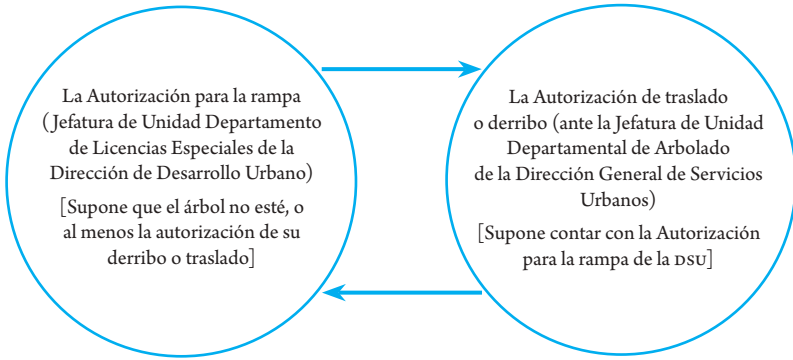 La Autorización para la rampa
(Jefatura de Unidad Departamento
de Licencias Especiales de la
Dirección de Desarrollo Urbano)
[Supone que el árbol no esté, o
al menos la autorización de su
derribo o traslado]
La Autorización de traslado
o derribo (ante la Jefatura de Unidad
Departamental de Arbolado
de la Dirección General de Servicios
Urbanos)
[Supone contar con la Autorización
para la rampa de la DSU]